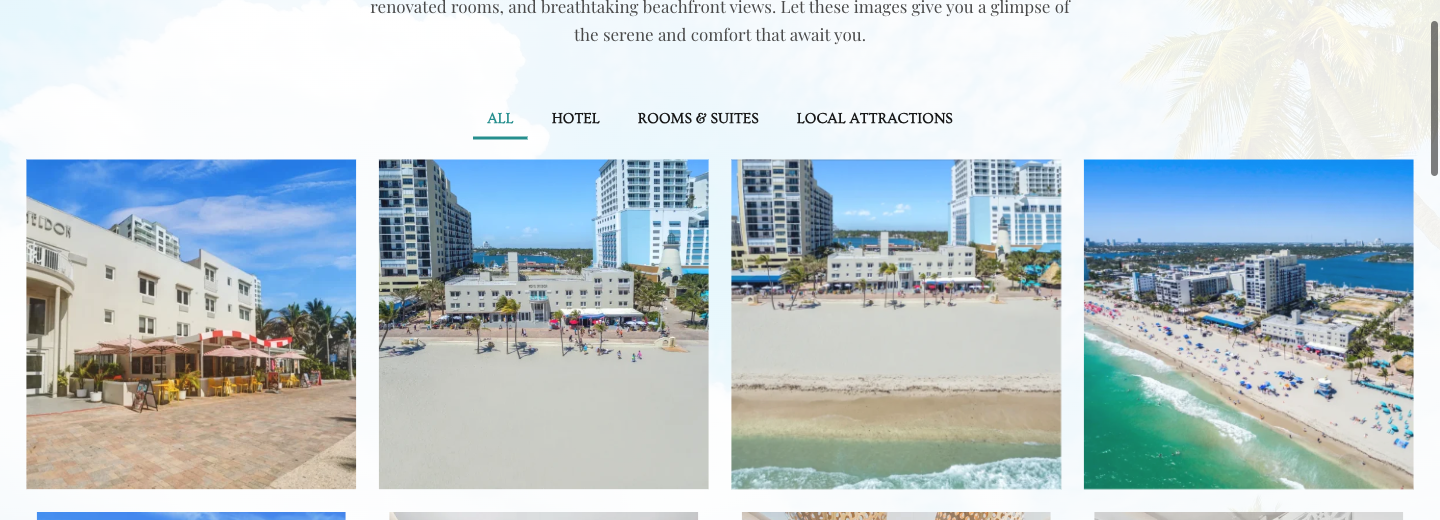 renovated rooms, and breathtaking beachfront views. Let these images give you a glimpse of
the serene and comfort that await you.
ALL
HOTEL
ROOMS & SUITES
LOCAL ATTRACTIONS